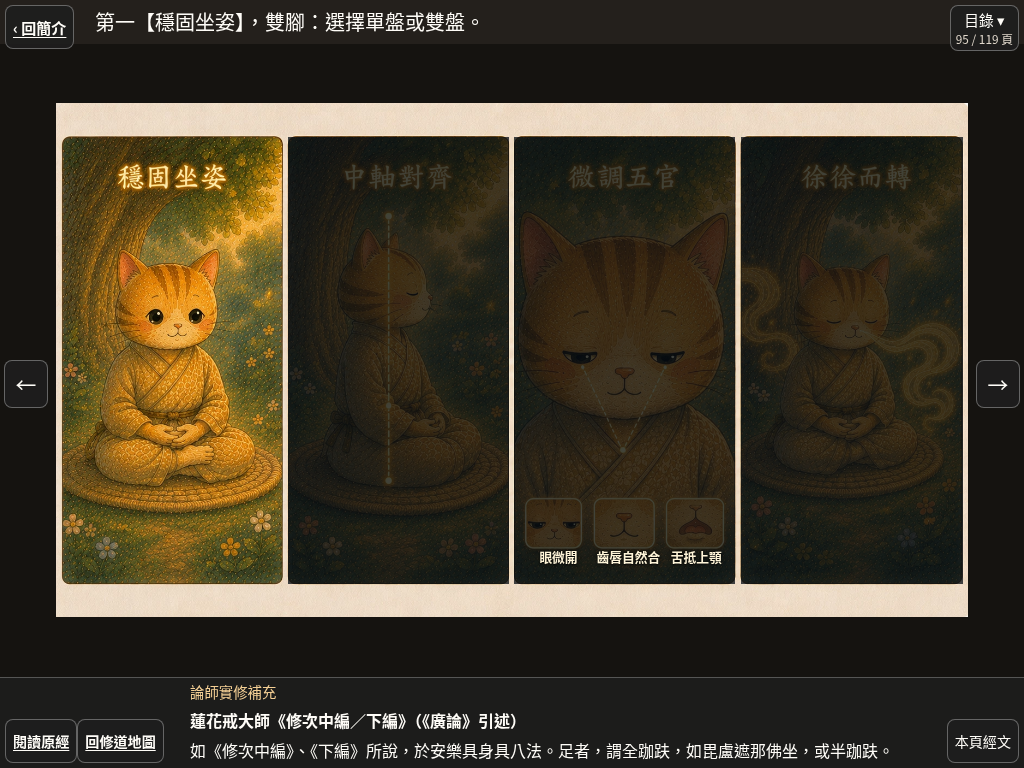 ‹ 回簡介
第一【穩固坐姿】，雙腳：選擇單盤或雙盤。
目錄 ▾
95 / 119 頁
穩固坐姿
中軸對齊
微調五官
徐徐而轉
眼微開
齒唇自然合
舌抵上顎
←
→
論師實修補充
蓮花戒大師《修次中編／下編》（《廣論》引述）
如《修次中編》、《下編》所說，於安樂具身具八法。足者，謂全跏趺，如毘盧遮那佛坐，或半跏趺。
閱讀原經
回修道地圖
本頁經文